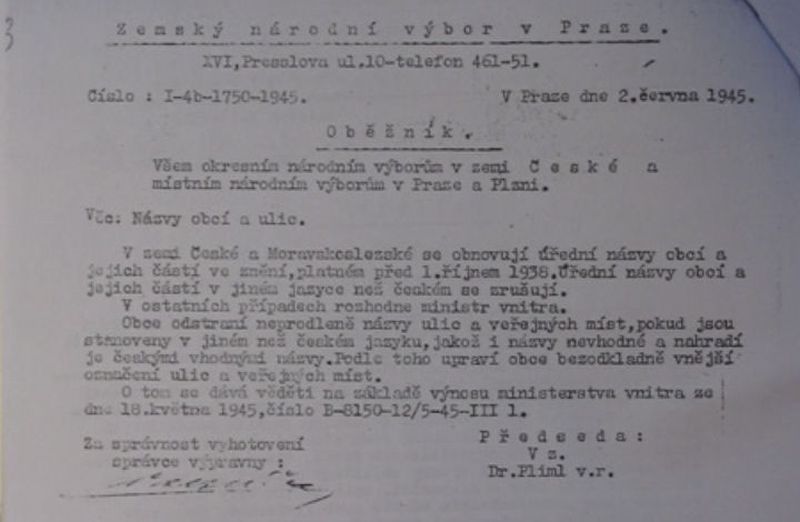 Zemský národní výbor v Praze.
XVI,Presslova ul.10-telefon 461-51.
Číslo : I-4b-1750-1945. V Praze dne 2.června 1945.
Oběžník.
Všem okresním národním výborům v zemi České a
místním národním výborům v Praze a Plzni.
Věc: Názvy obcí a ulic.
V zemi České a Moravskoslezské se obnovují úřední názvy obcí a
jejich částí ve znění,platném před 1.říjnem 1938.Úřední názvy obcí a
jejich částí v jiném jazyce než českém se zrušují.
V ostatních případech rozhodne ministr vnitra.
Obce odstraní neprodleně názvy ulic a veřejných míst,pokud jsou
stanoveny v jiném než českém jazyku,jakož i názvy nevhodné a nahradí
je českými vhodnými názvy.Podle toho upraví obce bezodkladně vnější
označení ulic a veřejných míst.
O tom se dává věděti na základě výnosu ministerstva vnitra ze
dne 18.května 1945,číslo B-8150-12/5-45-III 1.
Za správnost vyhotovení
správce výpravny :
Předseda:
Vz.
Dr.Pliml v.r.